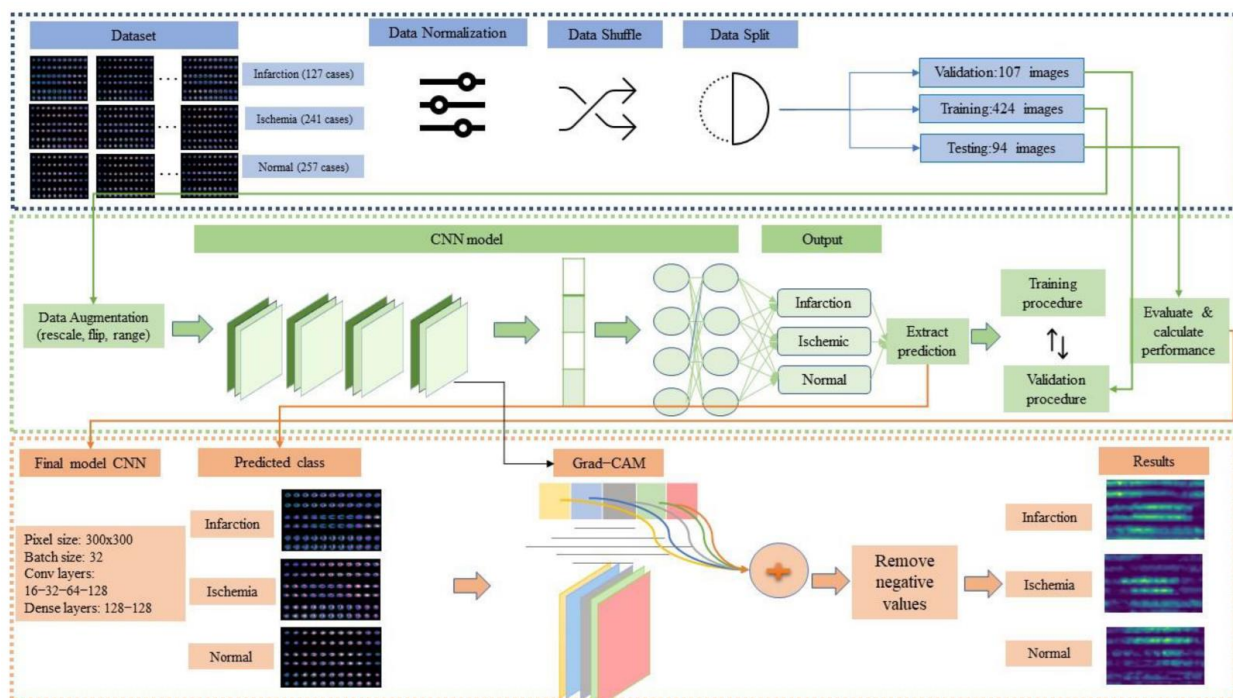 Dataset
Data Normalization
Data Shuffle
Data Split
Infarction (127 cases)
Ischemia (241 cases)
Normal (257 cases)
Validation:107 images
Training:424 images
Testing:94 images
CNN model
Output
Data Augmentation
(rescale, flip, range)
Infarction
Ischemic
Normal
Extract
prediction
Training
procedure
Validation
procedure
Evaluate &
calculate
performance
Final model CNN
Predicted class
Grad-CAM
Results
Pixel size: 300x300
Batch size: 32
Conv layers:
16-32-64-128
Dense layers: 128-128
Infarction
Ischemia
Normal
Remove
negative
values
Infarction
Ischemia
Normal